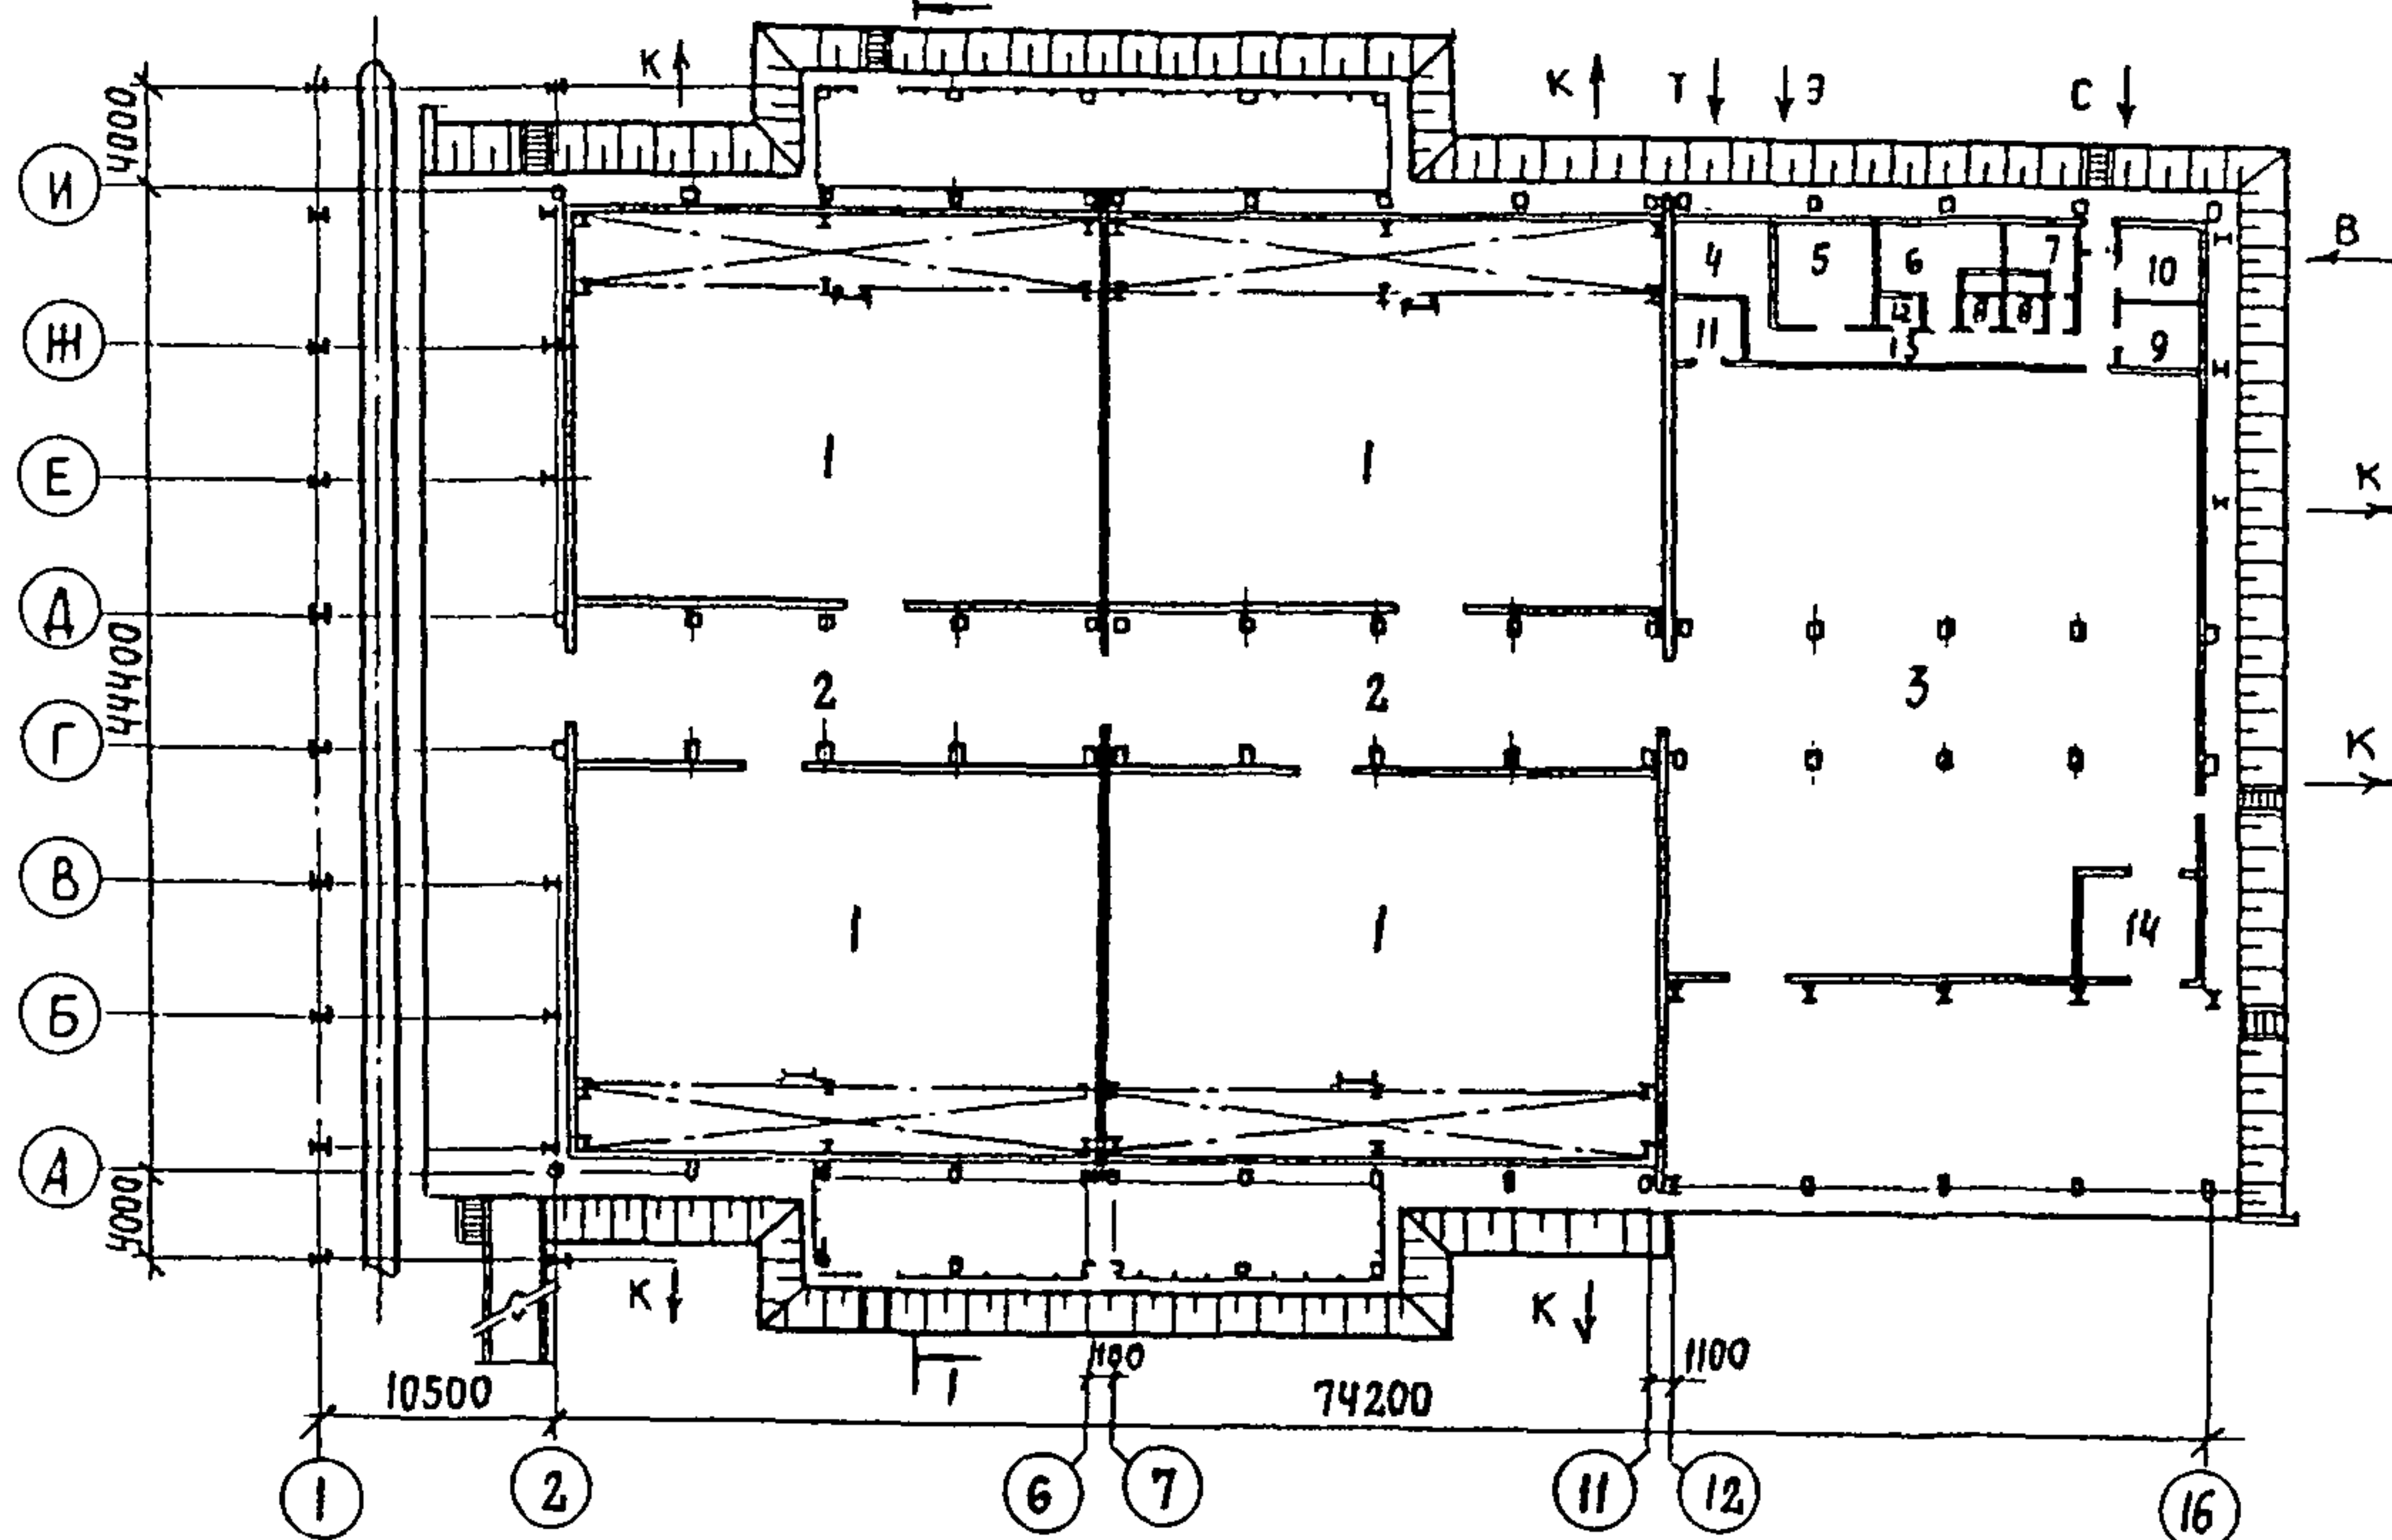 К
К Т Э С
4000
И
В
4 5 6 7 10
Ж
11 12 8 8 9
13
Е
1 1
К
Д
44400
2 2 3
Г
К
В
1 1 14
Б
А
4000
К
К
1
1100
10500 74200
1 2 6 7 11 12 16